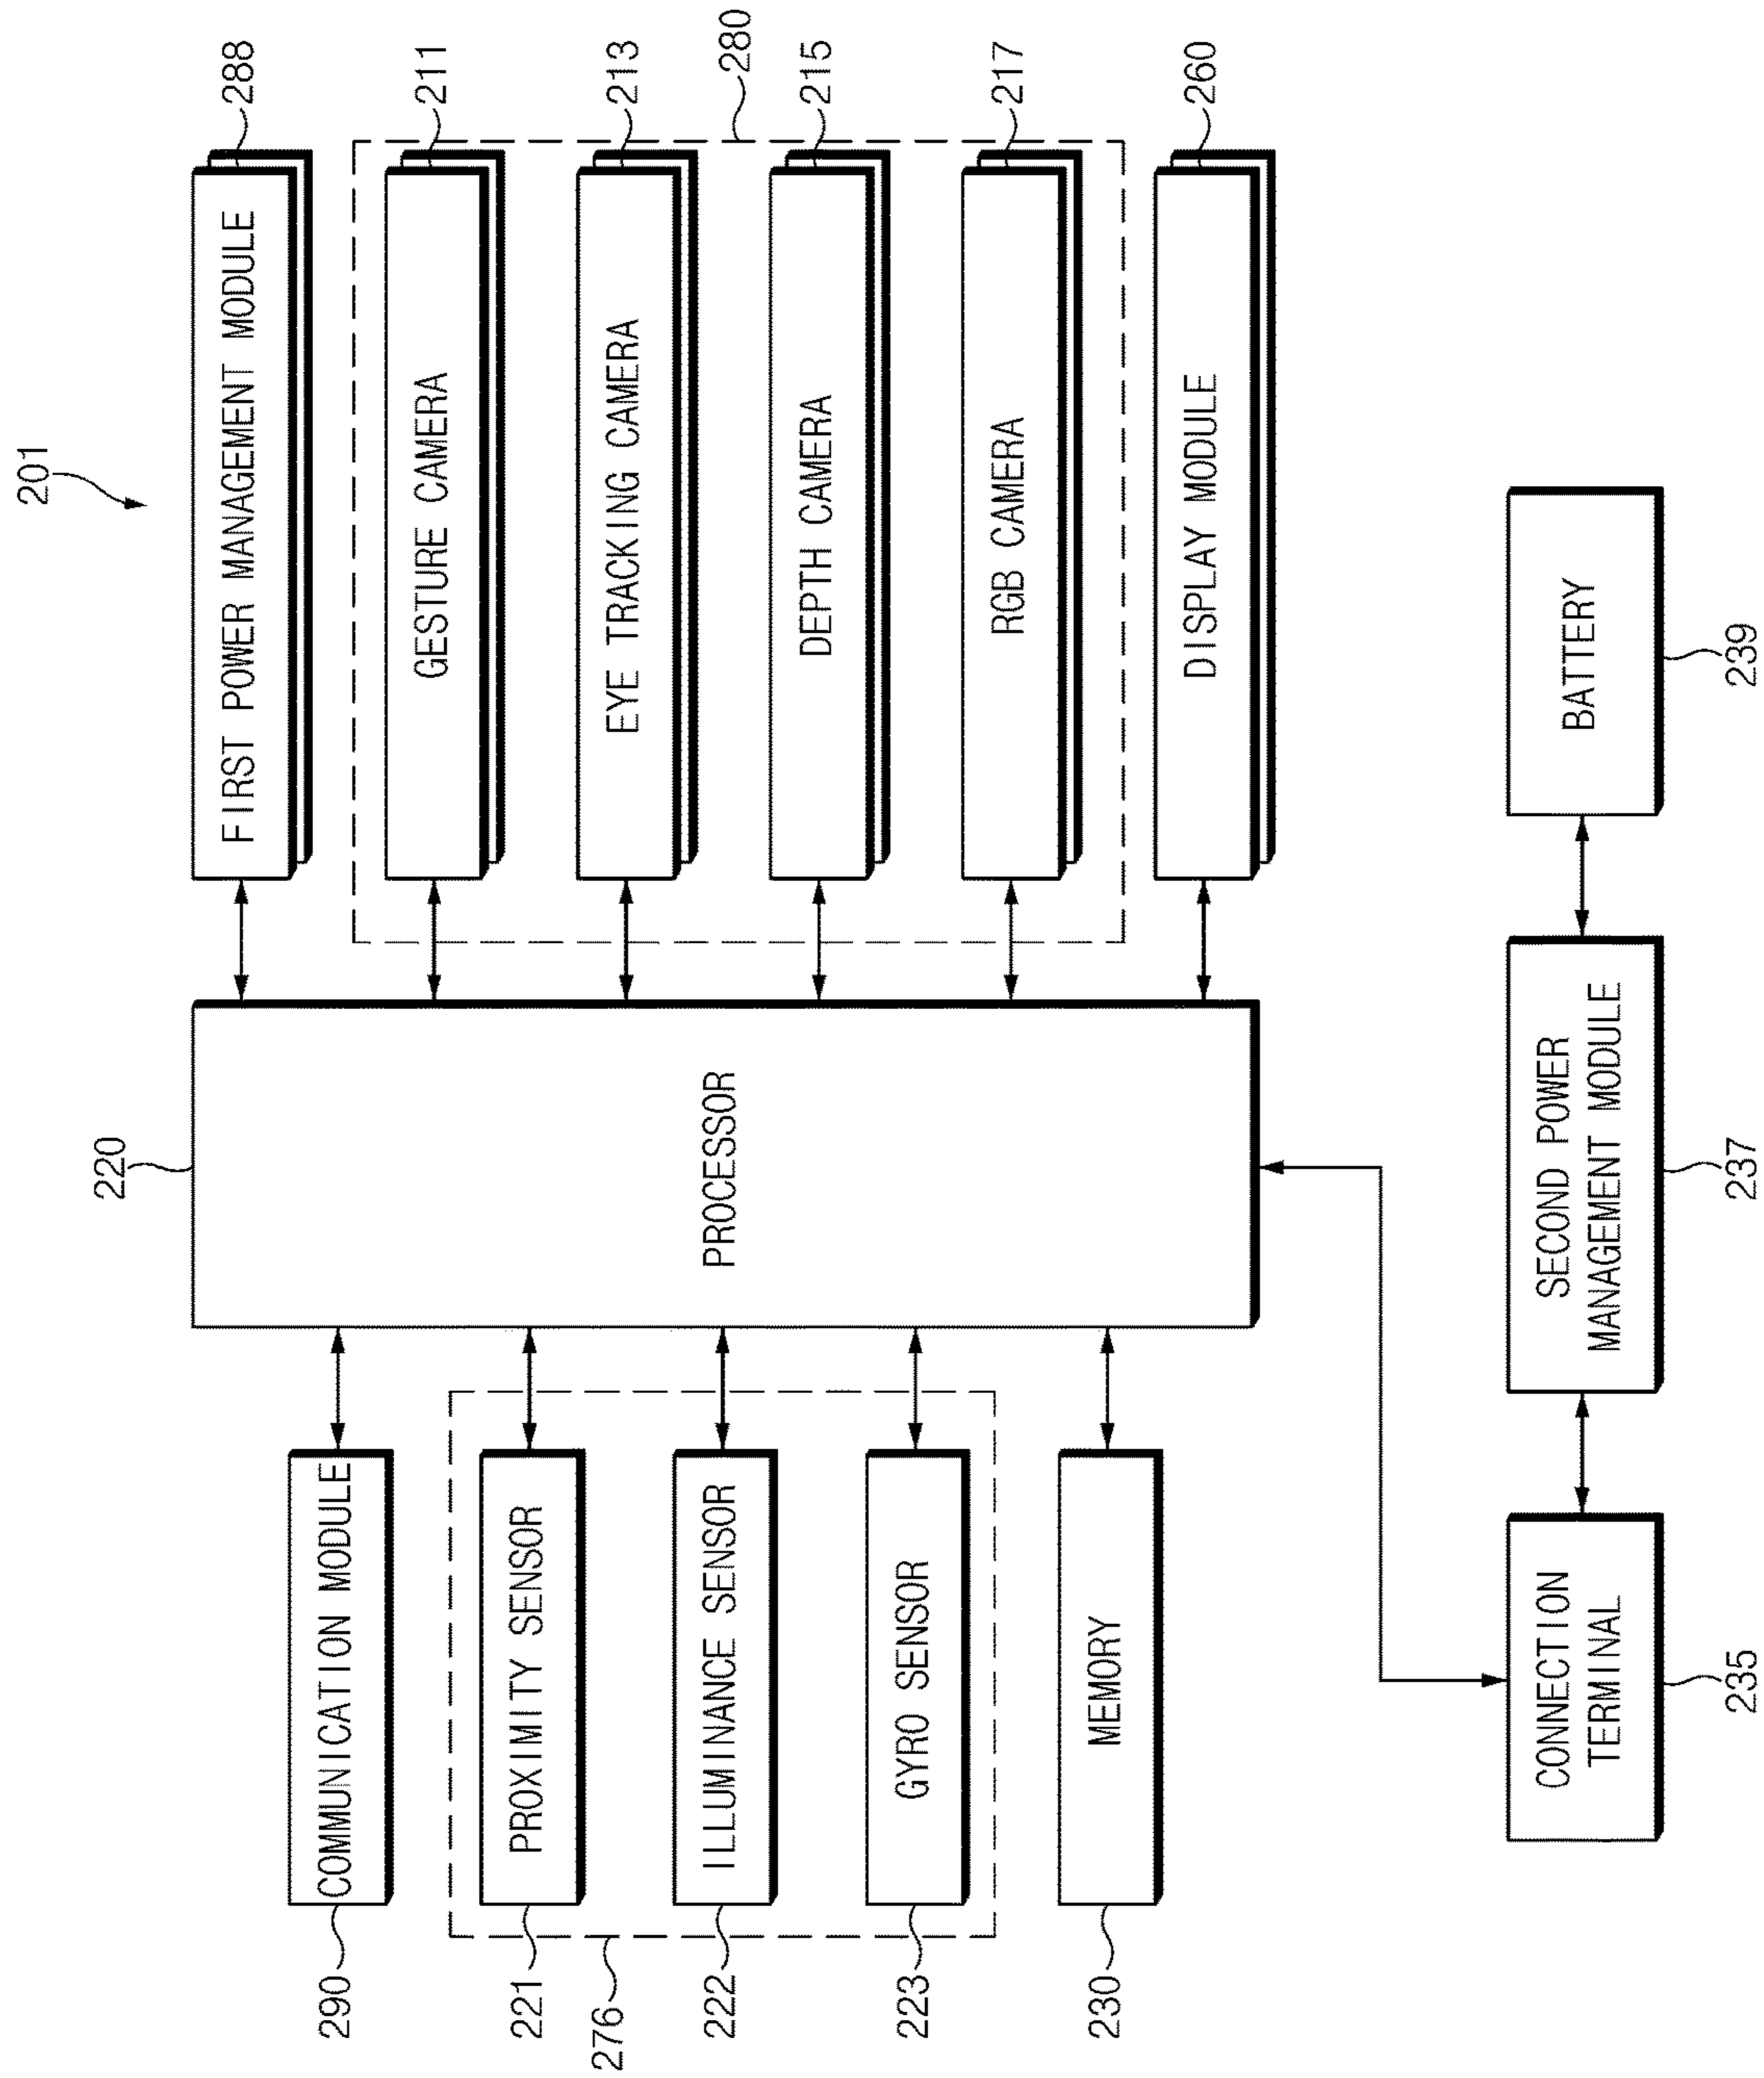 201
220
290
COMMUNICATION MODULE
221
PROXIMITY SENSOR
276
222
ILLUMINANCE SENSOR
223
GYRO SENSOR
230
MEMORY
PROCESSOR
FIRST POWER MANAGEMENT MODULE
288
GESTURE CAMERA
211
EYE TRACKING CAMERA
213
280
DEPTH CAMERA
215
RGB CAMERA
217
DISPLAY MODULE
260
CONNECTION
TERMINAL
235
SECOND POWER
MANAGEMENT MODULE
237
BATTERY
239